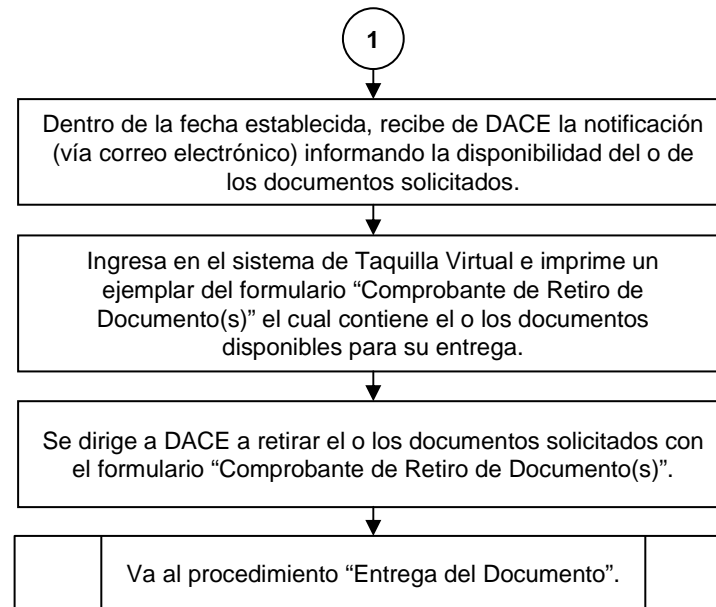 1
Dentro de la fecha establecida, recibe de DACE la notificación
(vía correo electrónico) informando la disponibilidad del o de
los documentos solicitados.
Ingresa en el sistema de Taquilla Virtual e imprime un
ejemplar del formulario “Comprobante de Retiro de
Documento(s)” el cual contiene el o los documentos
disponibles para su entrega.
Se dirige a DACE a retirar el o los documentos solicitados con
el formulario “Comprobante de Retiro de Documento(s)”.
Va al procedimiento “Entrega del Documento”.